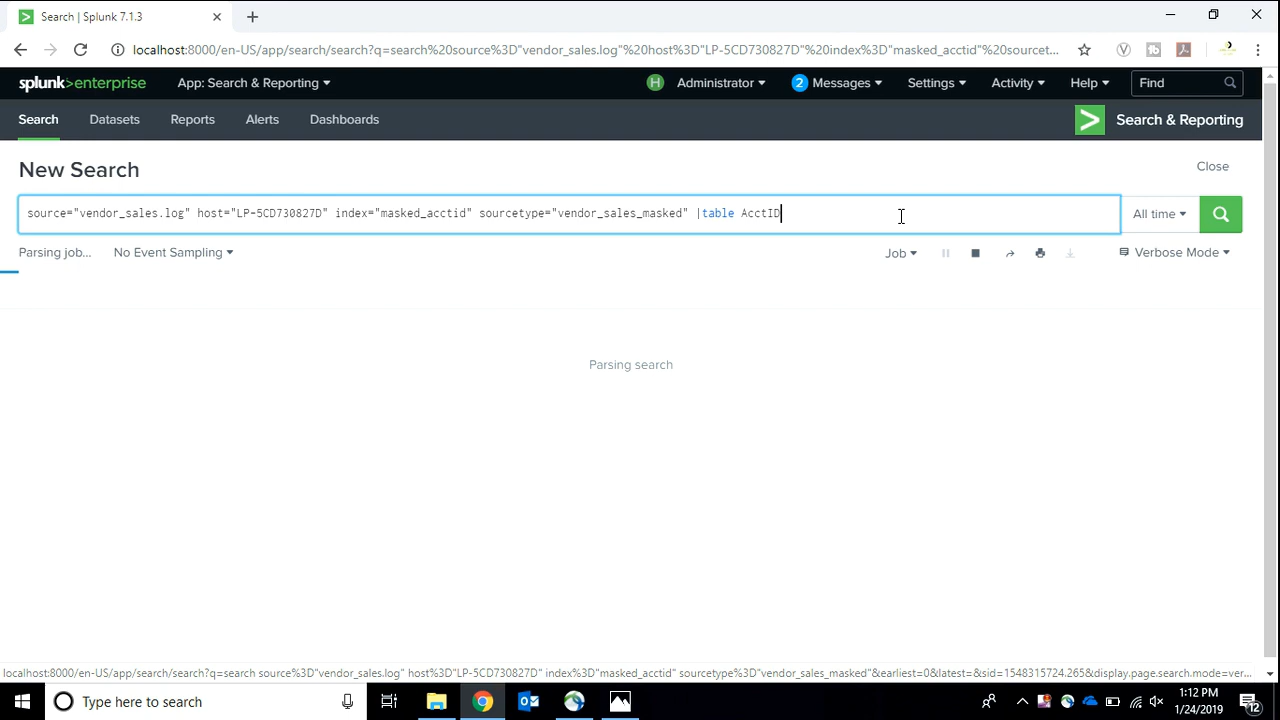 Search | Splunk 7.1.3
localhost:8000/en-US/app/search/search?q=search%20source%3D"vendor_sales.log"%20host%3D"LP-5CD730827D"%20index%3D"masked_acctid"%20sourcet...
splunk>enterprise App: Search & Reporting H Administrator 2 Messages Settings Activity Help Find
Search Datasets Reports Alerts Dashboards > Search & Reporting
New Search Close
source="vendor_sales.log" host="LP-5CD730827D" index="masked_acctid" sourcetype="vendor_sales_masked" |table AcctID All time
Parsing job... No Event Sampling Job Verbose Mode
Parsing search
localhost:8000/en-US/app/search/search?q=search source%3D"vendor_sales.log" host%3D"LP-5CD730827D" index%3D"masked_acctid" sourcetype%3D"vendor_sales_masked"&earliest=0&latest=&sid=1548315724.265&display.page.search.mode=ver...
Type here to search 1:12 PM
1/24/2019 12